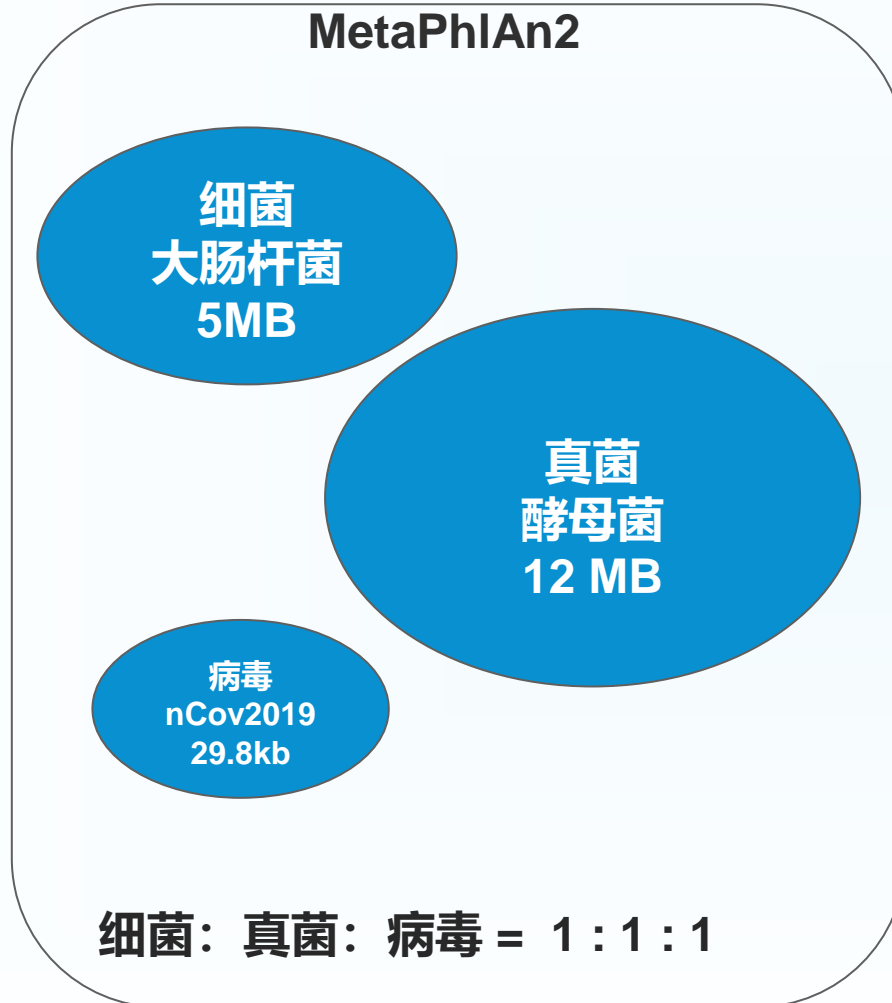 MetaPhlAn2
细菌
大肠杆菌
5MB
真菌
酵母菌
12 MB
病毒
nCov2019
29.8kb
细菌：真菌：病毒 = 1 : 1 : 1